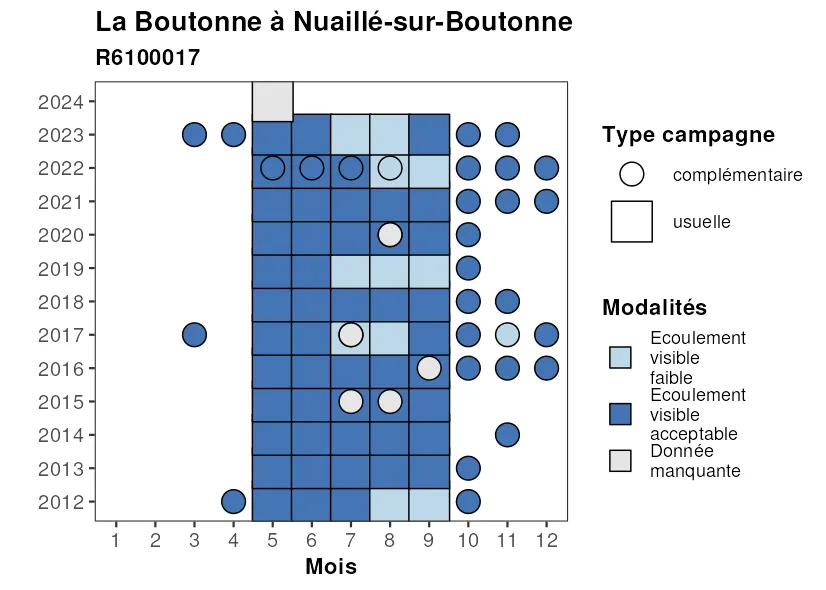 La Boutonne à Nuaillé-sur-Boutonne
R6100017
2024
2023
2022
2021
2020
2019
2018
2017
2016
2015
2014
2013
2012
1 2 3 4 5 6 7 8 9 10 11 12
Mois
Type campagne
complémentaire
usuelle
Modalités
Ecoulement
visible
faible
Ecoulement
visible
acceptable
Donnée
manquante